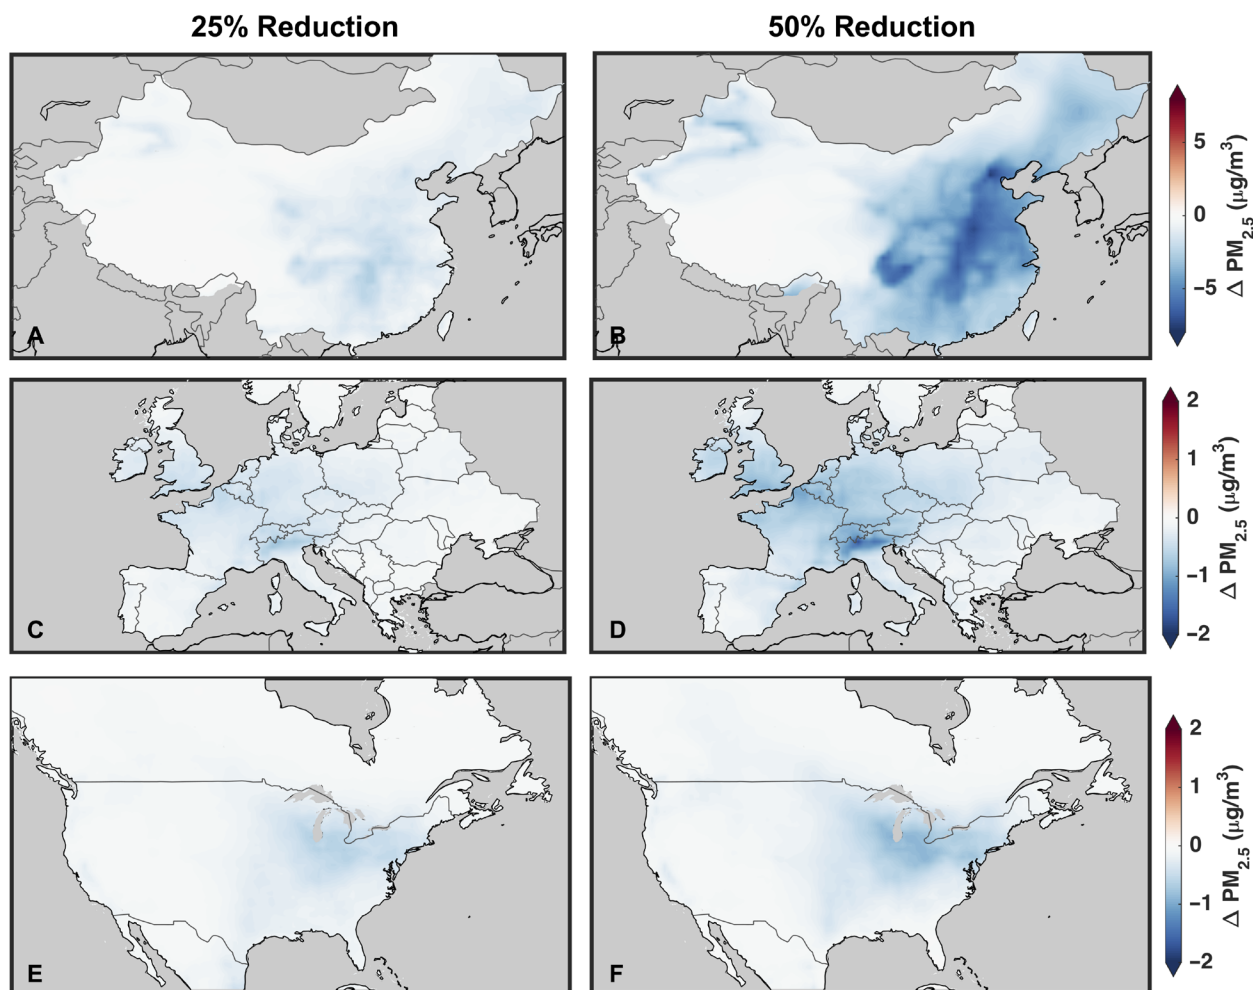 25% Reduction
50% Reduction
A
B
5
0
−5
Δ PM2.5 (μg/m3)
C
D
2
1
0
−1
−2
Δ PM2.5 (μg/m3)
E
F
2
1
0
−1
−2
Δ PM2.5 (μg/m3)